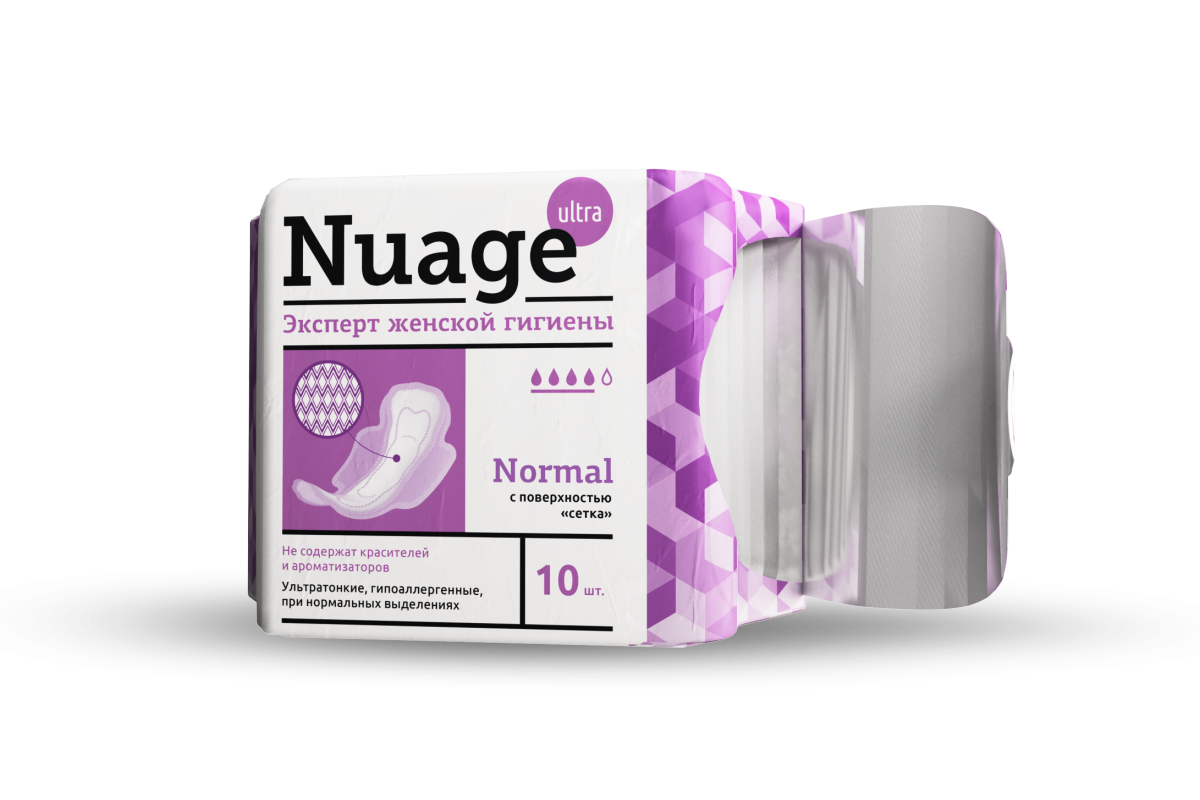 ultra
Nuage
Эксперт женской гигиены
Normal
с поверхностью
«сетка»
Не содержат красителей
и ароматизаторов
Ультратонкие, гипоаллергенные,
при нормальных выделениях
10 шт.